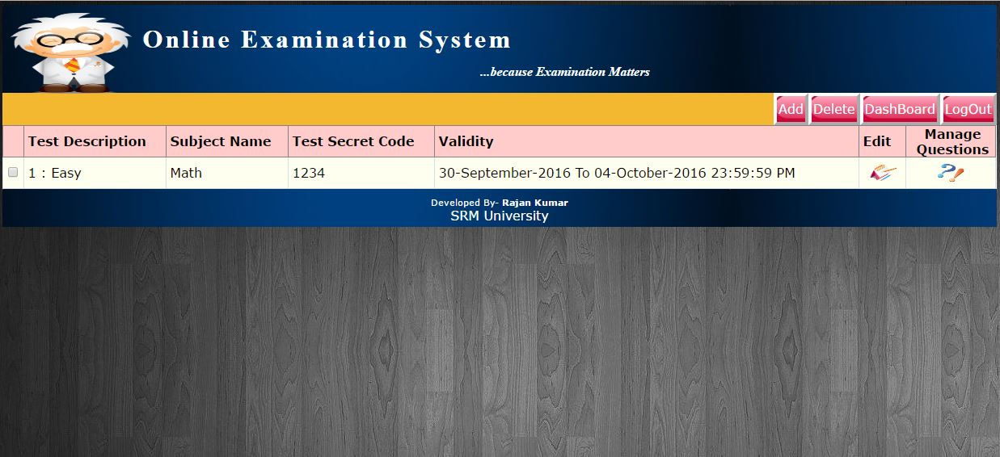 Online Examination System
...because Examination Matters
Add Delete DashBoard LogOut
Test Description Subject Name Test Secret Code Validity Edit Manage Questions
1 : Easy Math 1234 30-September-2016 To 04-October-2016 23:59:59 PM
Developed By- Rajan Kumar
SRM University